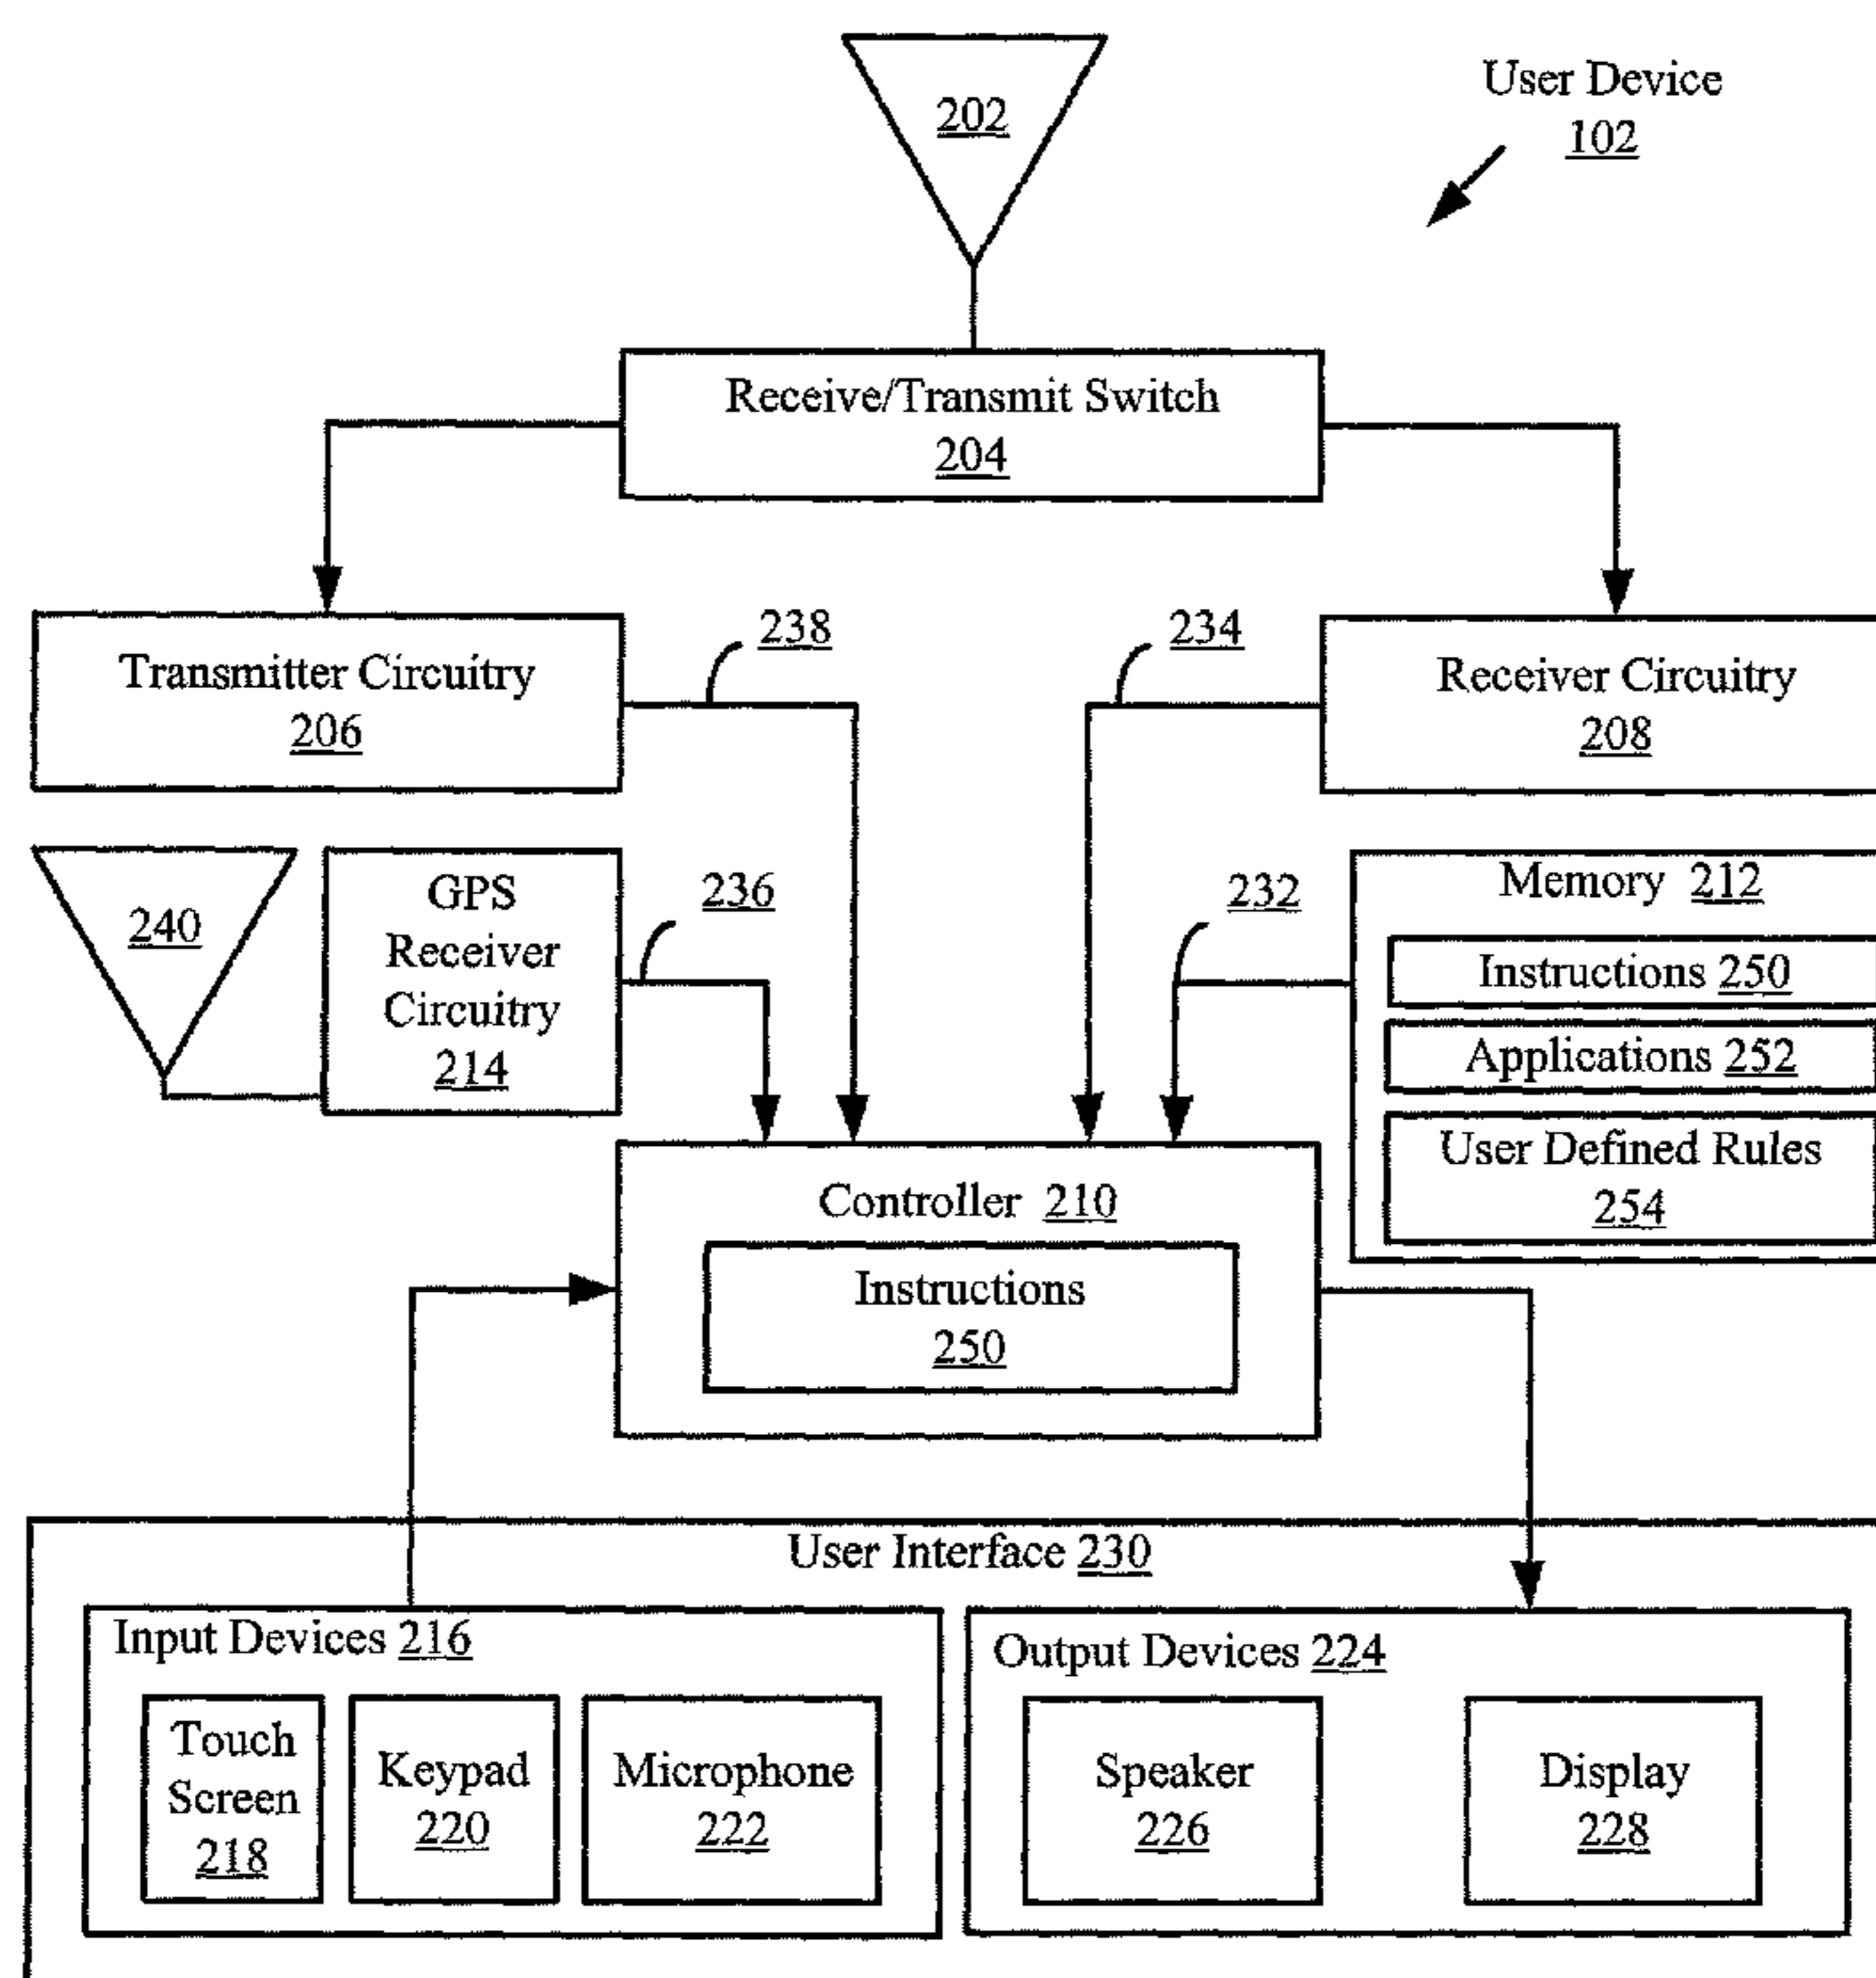 User Device
102
202
Receive/Transmit Switch
204
238
234
Transmitter Circuitry
206
Receiver Circuitry
208
240
GPS
Receiver
Circuitry
214
236
232
Memory 212
Instructions 250
Applications 252
User Defined Rules
254
Controller 210
Instructions
250
User Interface 230
Input Devices 216
Touch
Screen
218
Keypad
220
Microphone
222
Output Devices 224
Speaker
226
Display
228